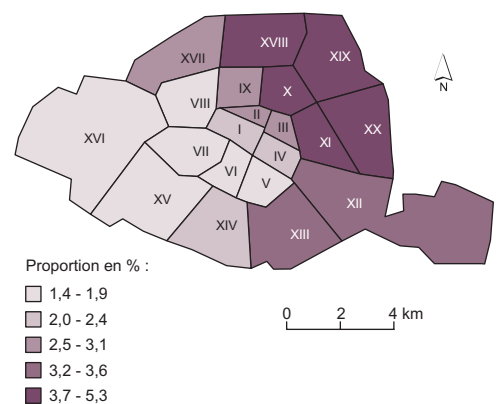 XVIII
XIX
XVII
N
IX
X
VIII
II
I
III
XX
XI
XVI
VII
IV
VI
V
XV
XII
XIV
XIII
Proportion en % :
1,4 - 1,9
2,0 - 2,4
2,5 - 3,1
3,2 - 3,6
3,7 - 5,3
0 2 4 km